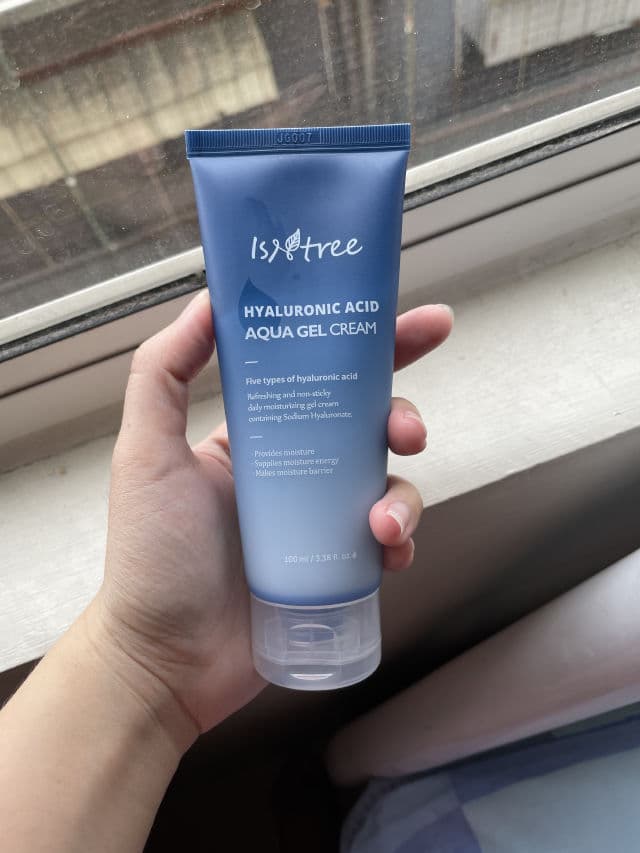 JG007
Isntree
HYALURONIC ACID
AQUA GEL CREAM
Five types of hyaluronic acid
Refreshing and non-sticky
daily moisturizing gel cream
containing Sodium Hyaluronate.
· Provides moisture
· Supplies moisture energy
· Makes moisture barrier
100 ml / 3.38 fl. oz. ℮